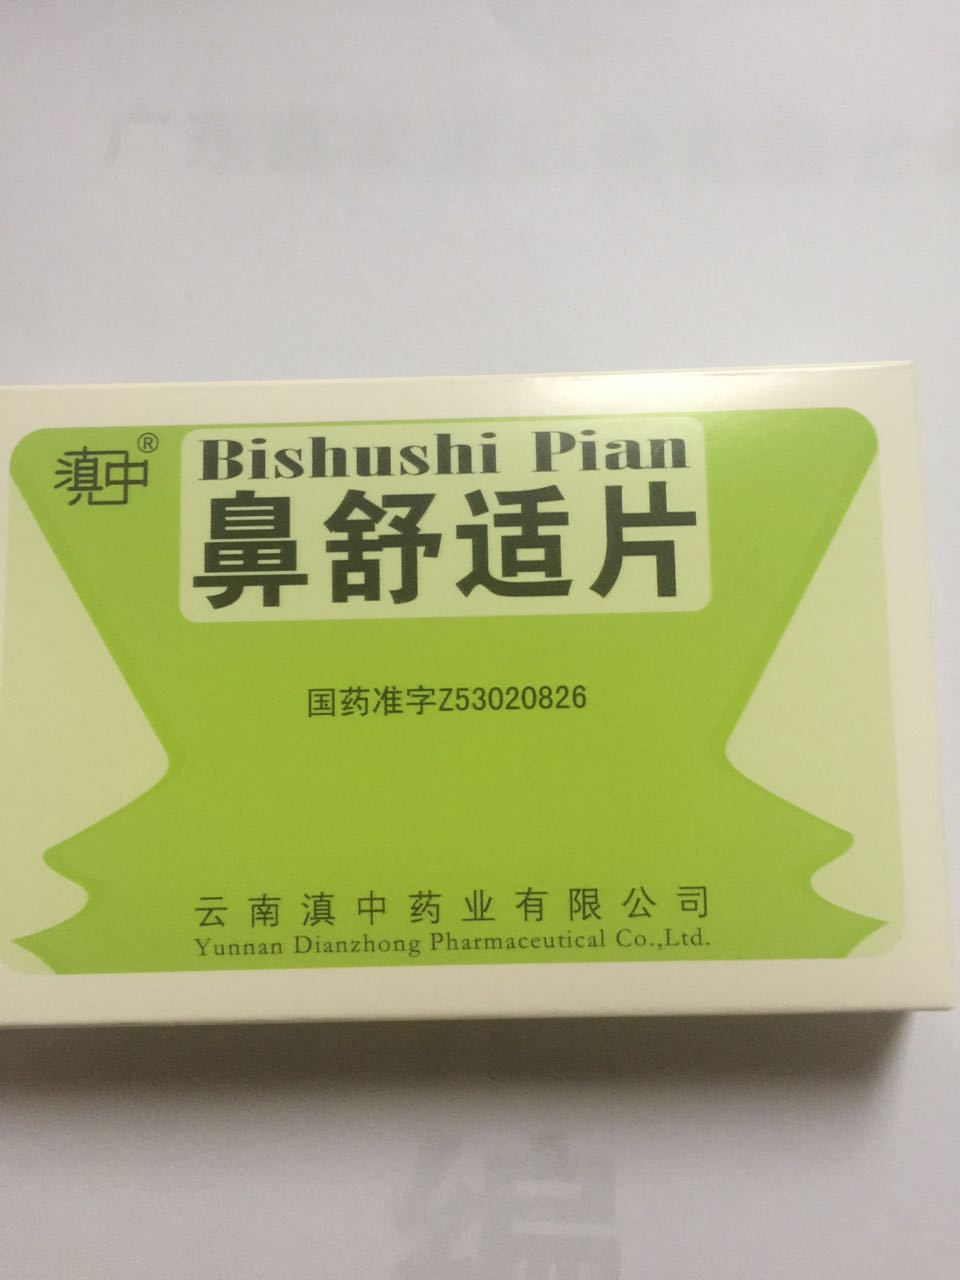 滇中®
Bishushi Pian
鼻舒适片
国药准字Z53020826
云南滇中药业有限公司
Yunnan Dianzhong Pharmaceutical Co.,Ltd.